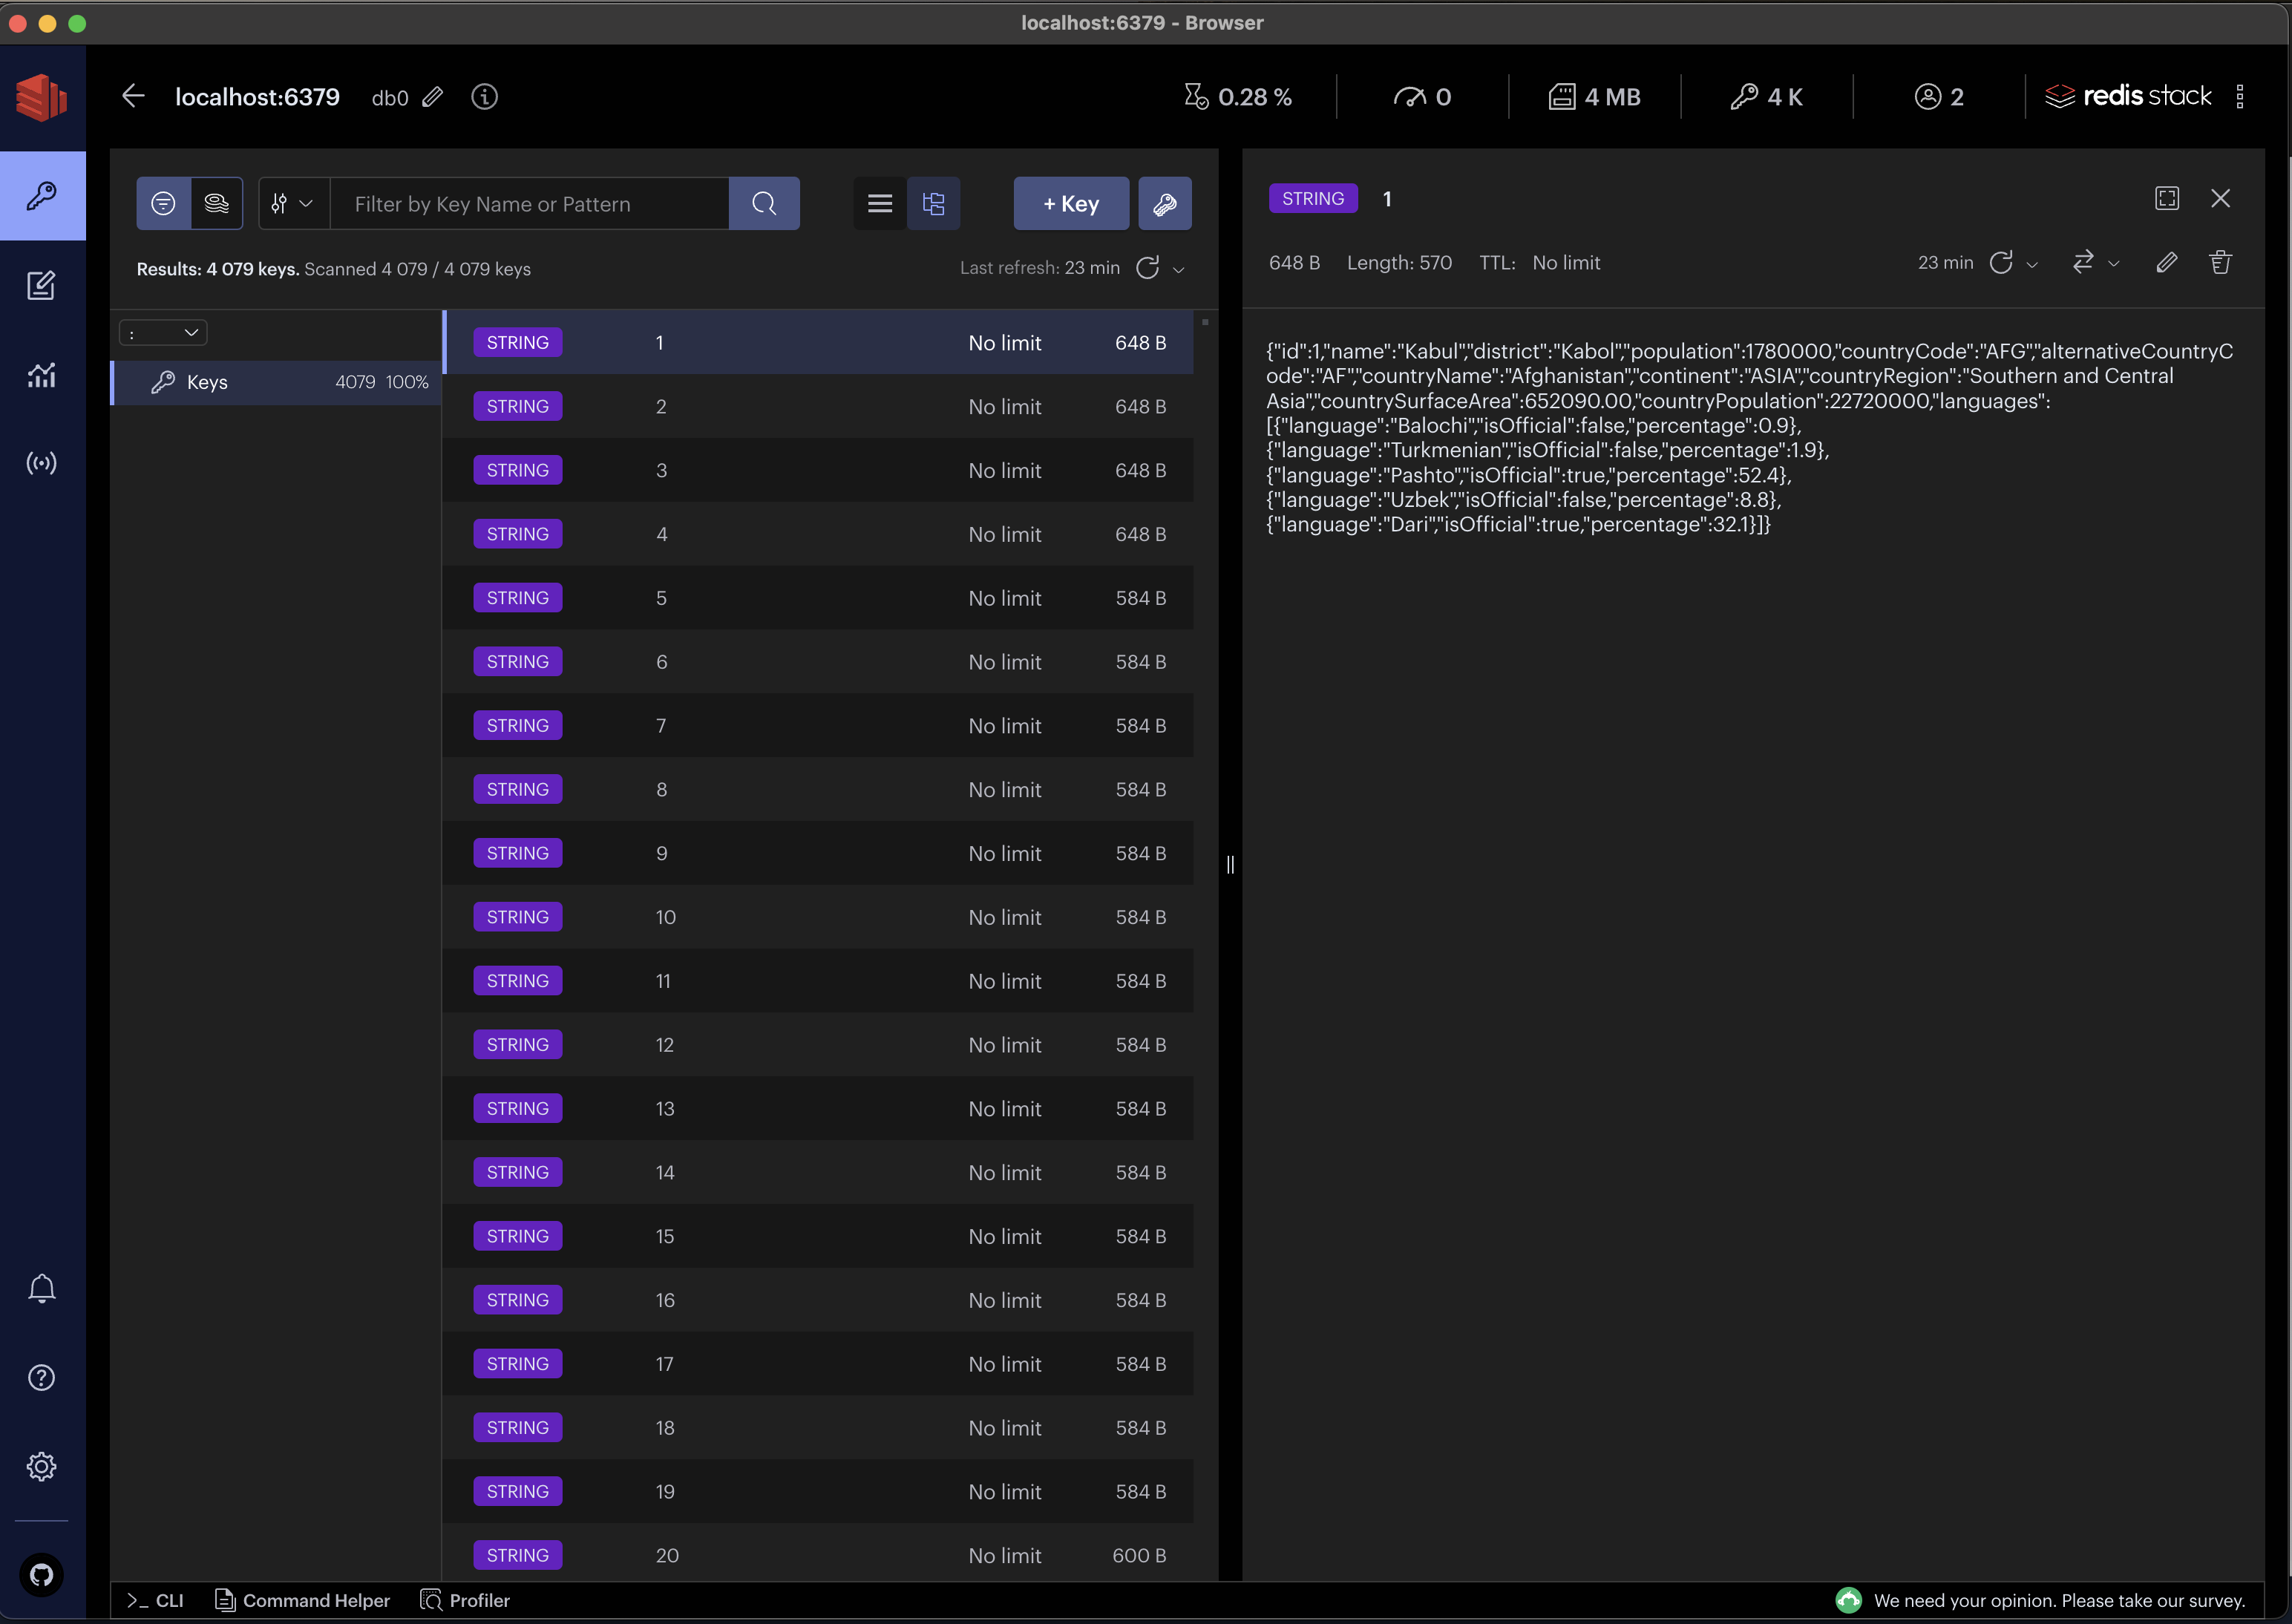 localhost:6379 - Browser
localhost:6379 db0 0.28 % 0 4 MB 4 K 2 redis stack
Filter by Key Name or Pattern + Key
Results: 4 079 keys. Scanned 4 079 / 4 079 keys Last refresh: 23 min
:
Keys 4079 100%
STRING 1 No limit 648 B
STRING 2 No limit 648 B
STRING 3 No limit 648 B
STRING 4 No limit 648 B
STRING 5 No limit 584 B
STRING 6 No limit 584 B
STRING 7 No limit 584 B
STRING 8 No limit 584 B
STRING 9 No limit 584 B
STRING 10 No limit 584 B
STRING 11 No limit 584 B
STRING 12 No limit 584 B
STRING 13 No limit 584 B
STRING 14 No limit 584 B
STRING 15 No limit 584 B
STRING 16 No limit 584 B
STRING 17 No limit 584 B
STRING 18 No limit 584 B
STRING 19 No limit 584 B
STRING 20 No limit 600 B
STRING 1
648 B Length: 570 TTL: No limit 23 min
{"id":1,"name":"Kabul","district":"Kabol","population":1780000,"countryCode":"AFG","alternativeCountryC
ode":"AF","countryName":"Afghanistan","continent":"ASIA","countryRegion":"Southern and Central
Asia","countrySurfaceArea":652090.00,"countryPopulation":22720000,"languages":
[{"language":"Balochi","isOfficial":false,"percentage":0.9},
{"language":"Turkmenian","isOfficial":false,"percentage":1.9},
{"language":"Pashto","isOfficial":true,"percentage":52.4},
{"language":"Uzbek","isOfficial":false,"percentage":8.8},
{"language":"Dari","isOfficial":true,"percentage":32.1}]}
>_ CLI Command Helper Profiler We need your opinion. Please take our survey.